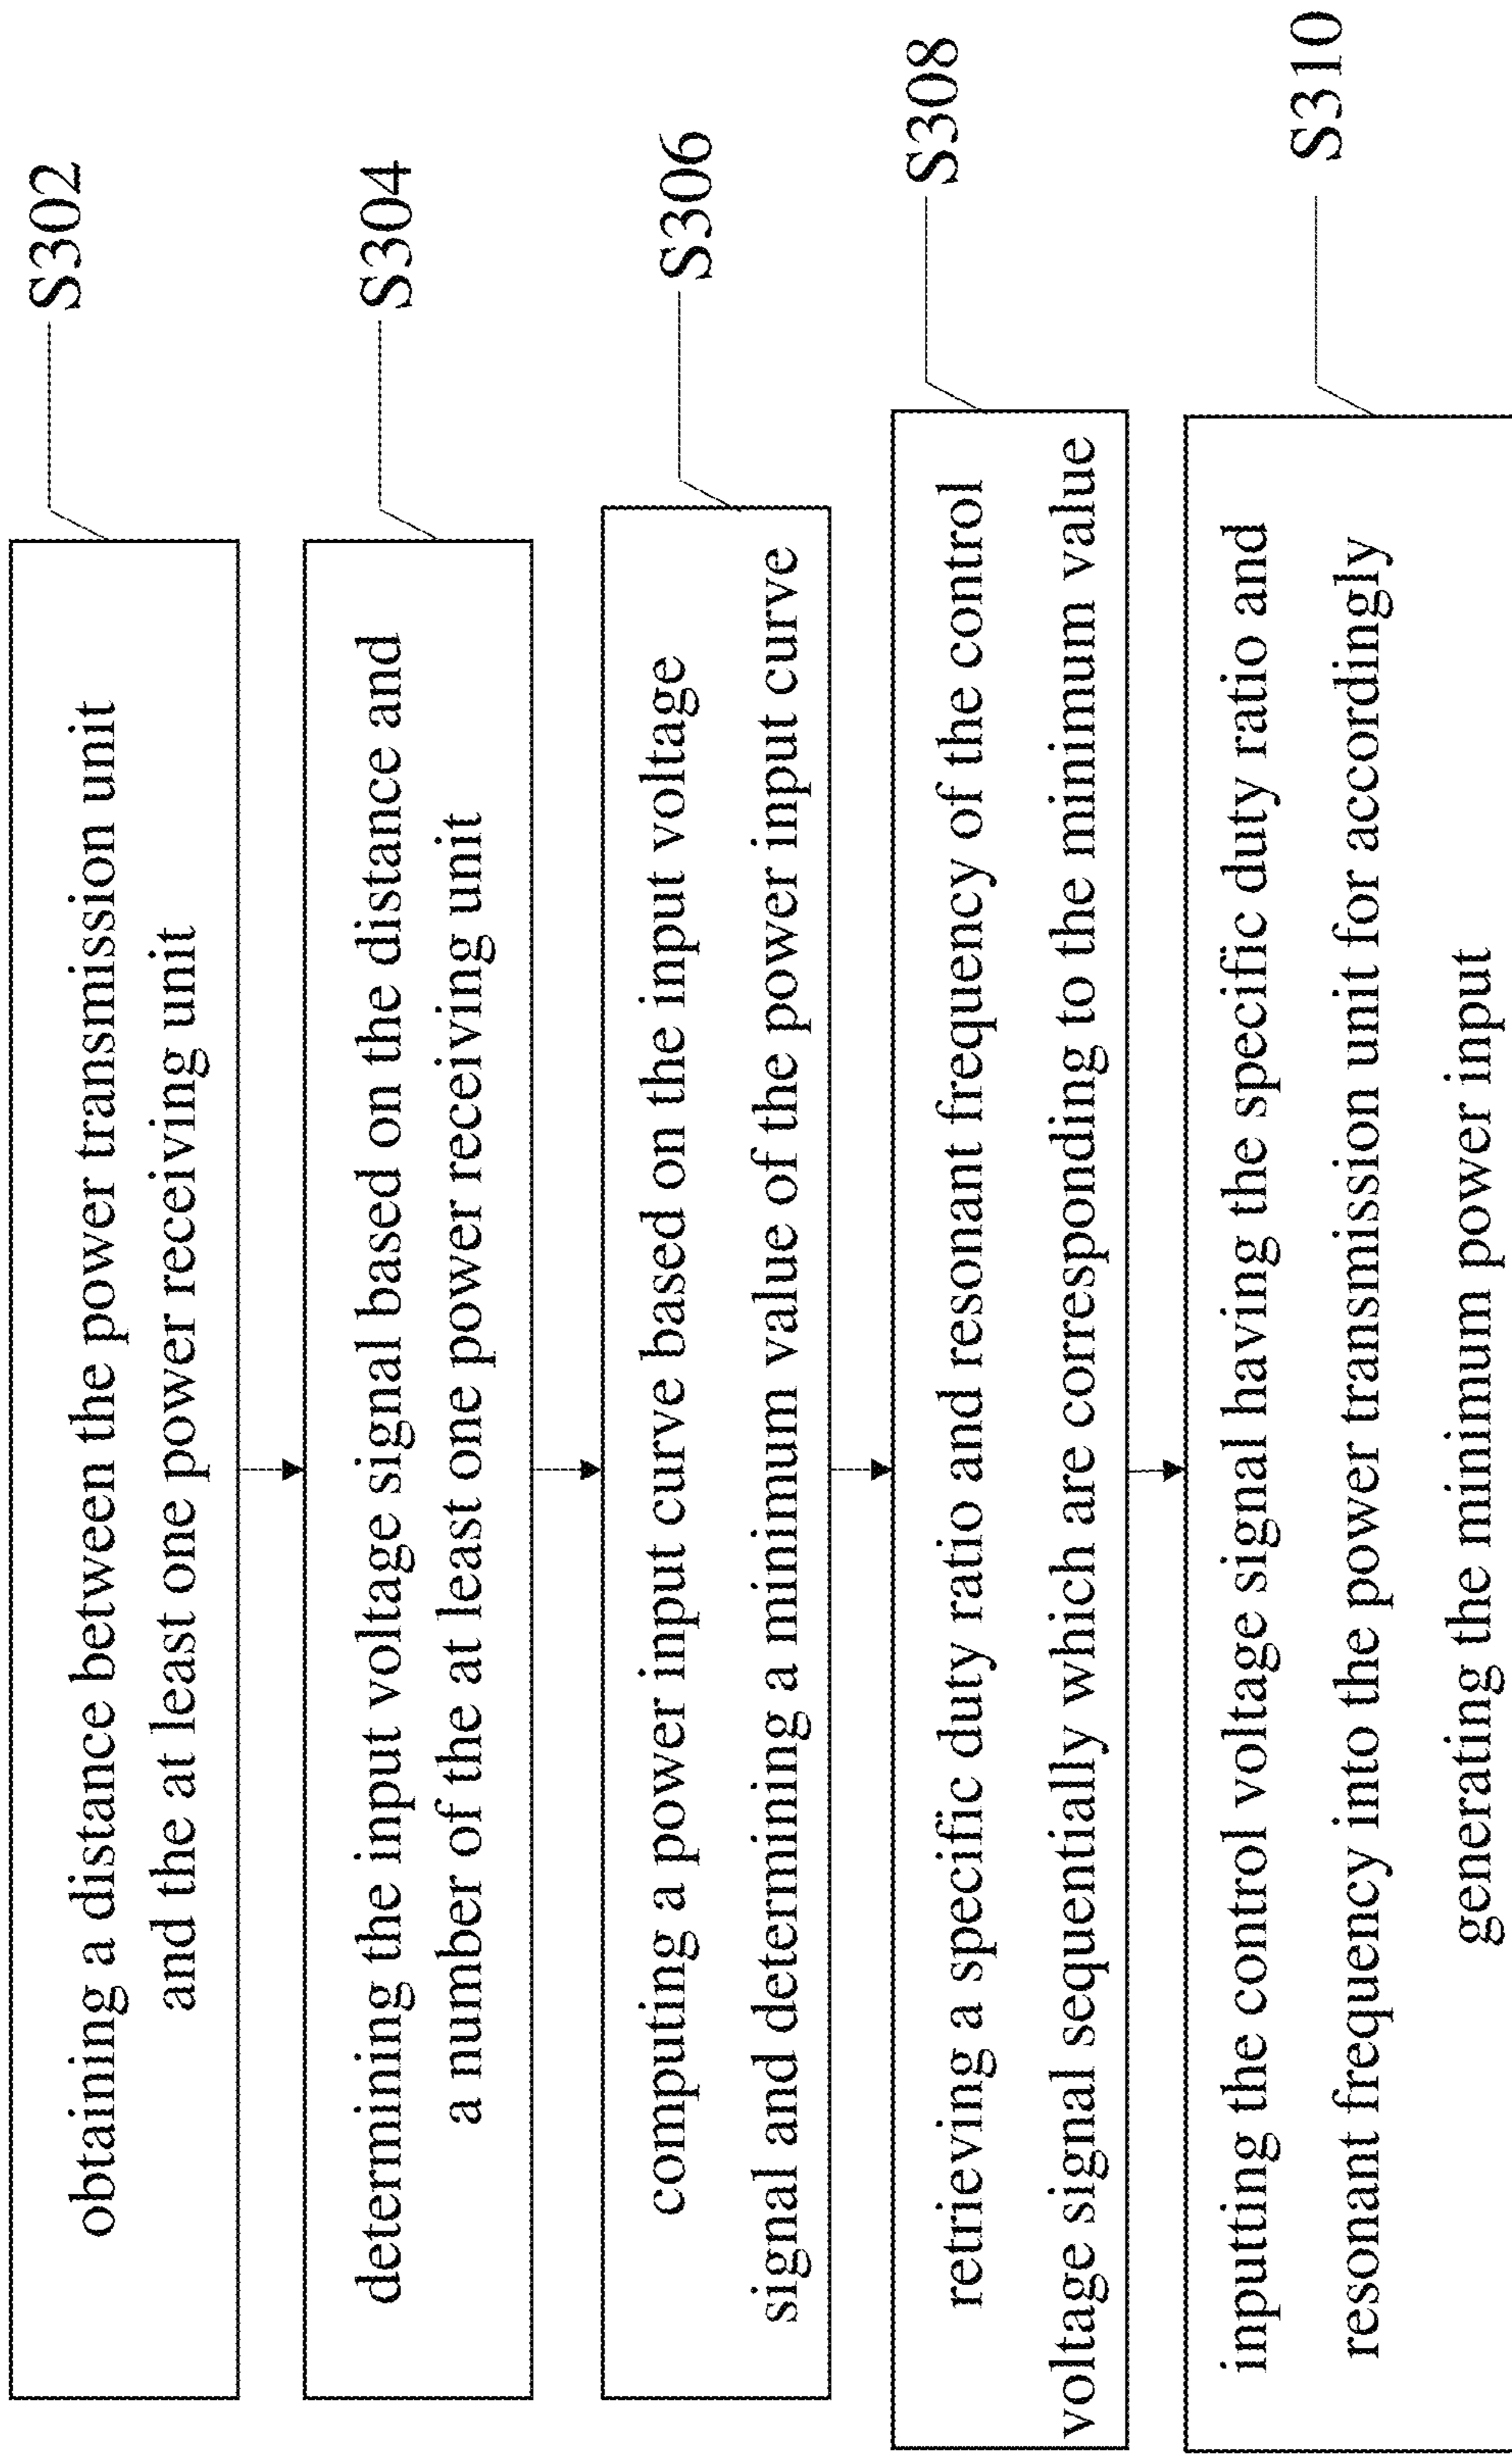 obtaining a distance between the power transmission unit
and the at least one power receiving unit
S302
determining the input voltage signal based on the distance and
a number of the at least one power receiving unit
S304
computing a power input curve based on the input voltage
signal and determining a minimum value of the power input curve
S306
retrieving a specific duty ratio and resonant frequency of the control
voltage signal sequentially which are corresponding to the minimum value
S308
inputting the control voltage signal having the specific duty ratio and
resonant frequency into the power transmission unit for accordingly
generating the minimum power input
S310